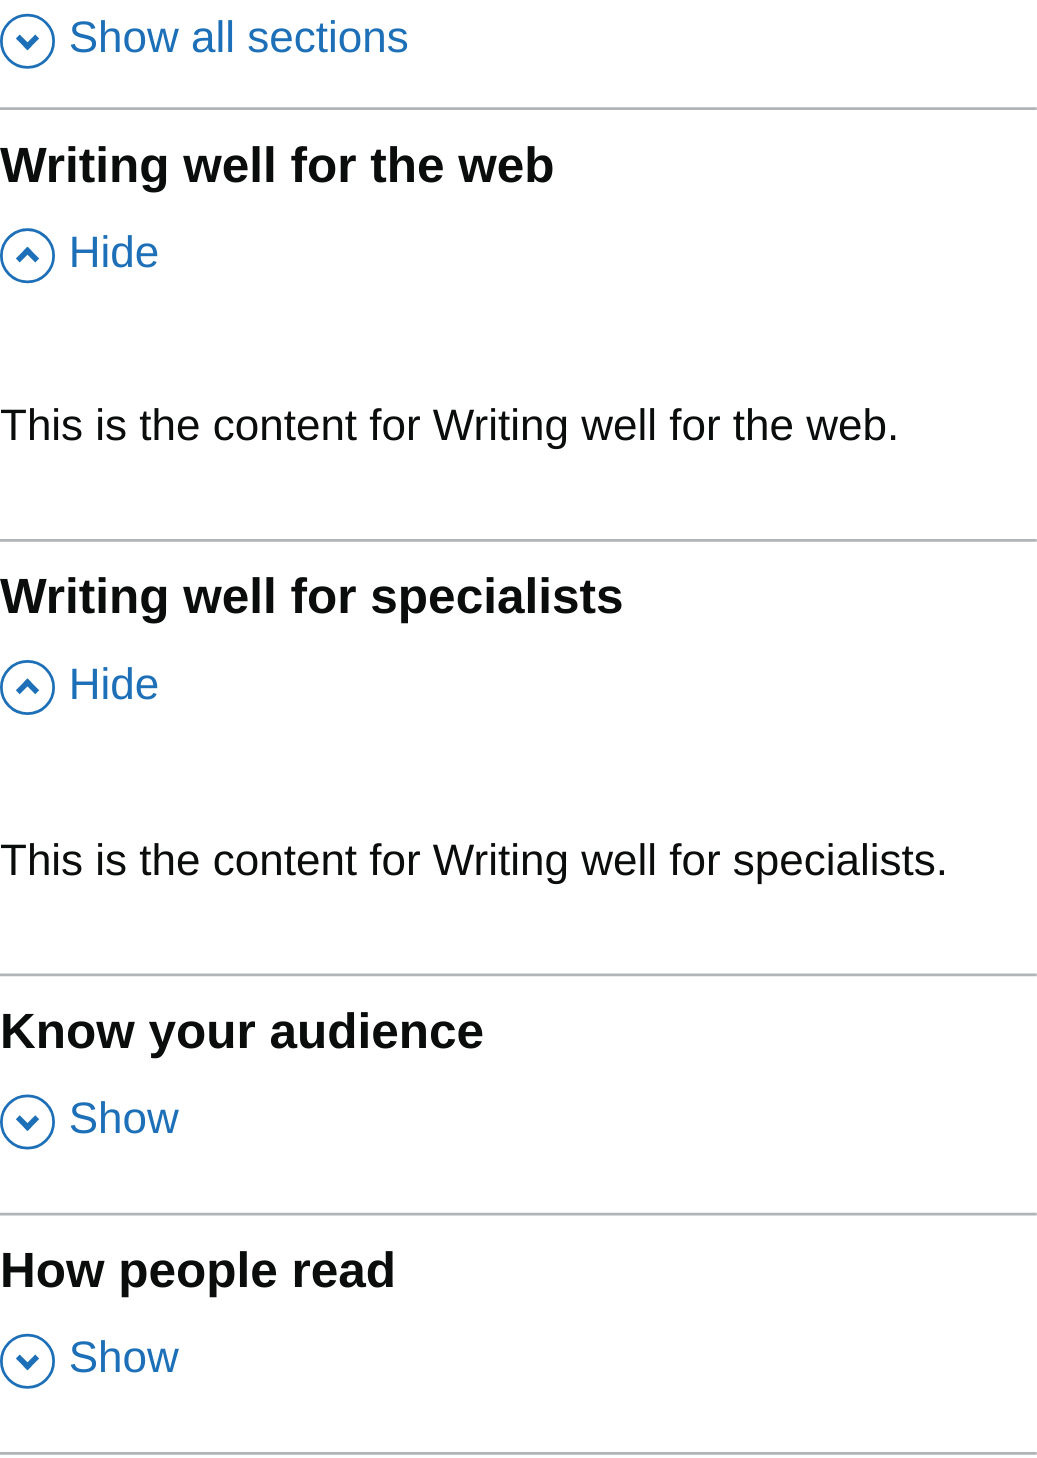 Show all sections
Writing well for the web
Hide
This is the content for Writing well for the web.
Writing well for specialists
Hide
This is the content for Writing well for specialists.
Know your audience
Show
How people read
Show